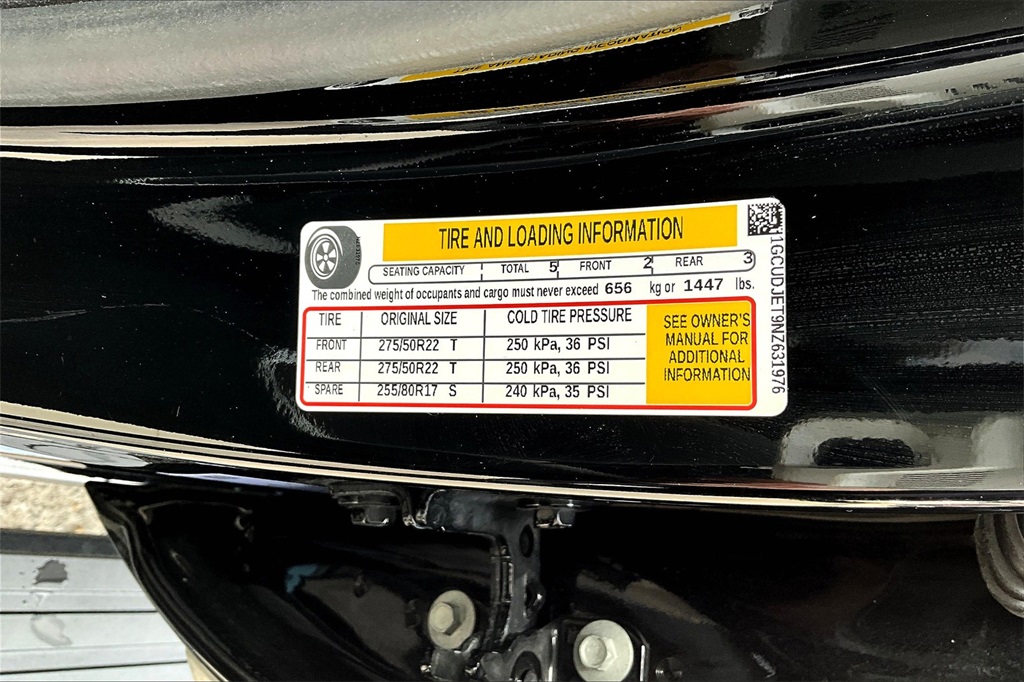 TIRE AND LOADING INFORMATION
SEATING CAPACITY TOTAL 5 FRONT 2 REAR 3
The combined weight of occupants and cargo must never exceed 656 kg or 1447 lbs.
TIRE ORIGINAL SIZE COLD TIRE PRESSURE
FRONT 275/50R22 T 250 kPa, 36 PSI
REAR 275/50R22 T 250 kPa, 36 PSI
SPARE 255/80R17 S 240 kPa, 35 PSI
SEE OWNER'S
MANUAL FOR
ADDITIONAL
INFORMATION
1GCUDJET9NZ631976